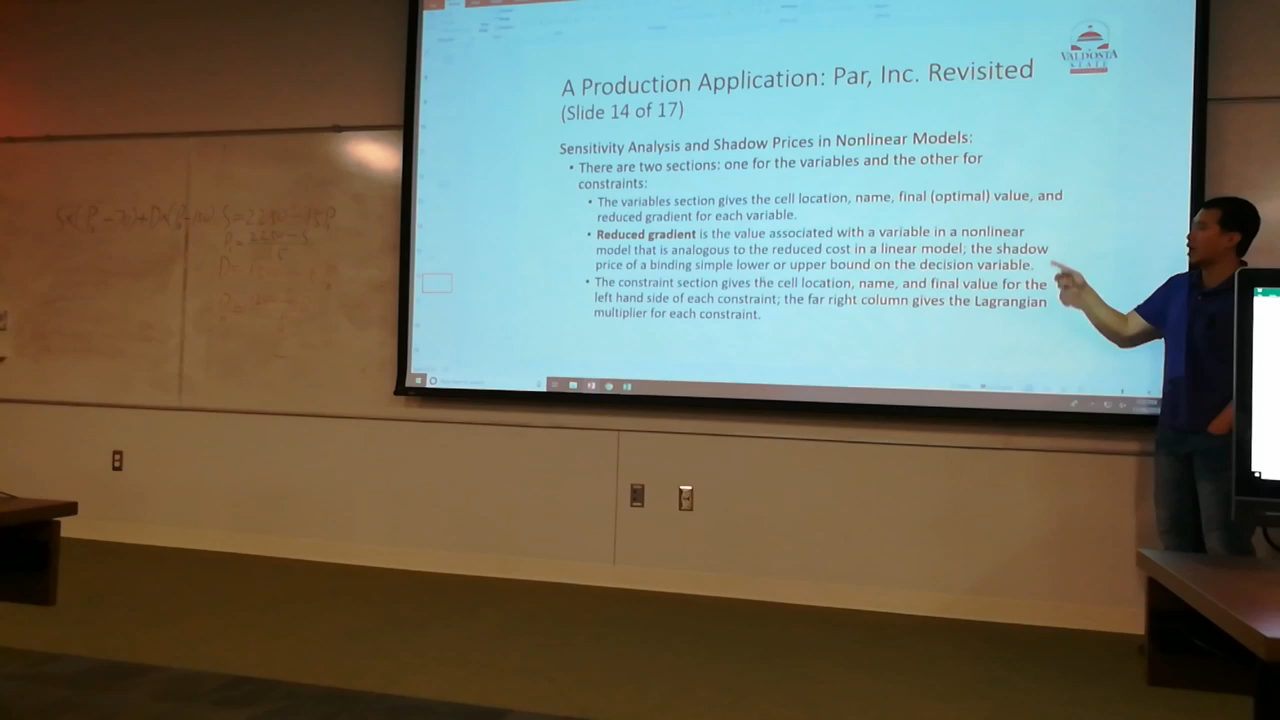 VALDOSTA
STATE
A Production Application: Par, Inc. Revisited
(Slide 14 of 17)
Sensitivity Analysis and Shadow Prices in Nonlinear Models:
• There are two sections: one for the variables and the other for
constraints:
• The variables section gives the cell location, name, final (optimal) value, and
reduced gradient for each variable.
• Reduced gradient is the value associated with a variable in a nonlinear
model that is analogous to the reduced cost in a linear model; the shadow
price of a binding simple lower or upper bound on the decision variable.
• The constraint section gives the cell location, name, and final value for the
left hand side of each constraint; the far right column gives the Lagrangian
multiplier for each constraint.